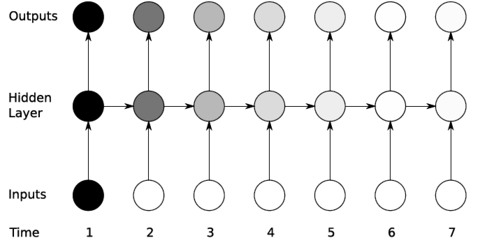 Outputs
Hidden
Layer
Inputs
Time 1 2 3 4 5 6 7